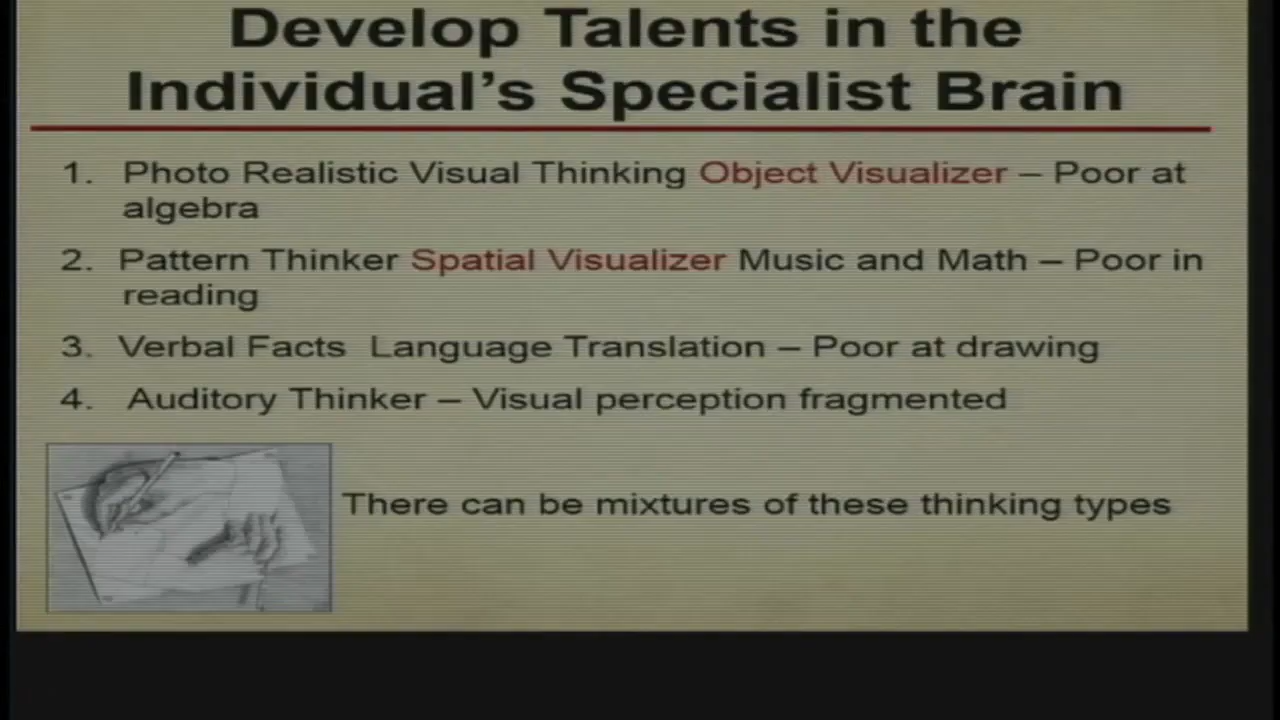 Develop Talents in the
Individual's Specialist Brain
1. Photo Realistic Visual Thinking Object Visualizer – Poor at
algebra
2. Pattern Thinker Spatial Visualizer Music and Math – Poor in
reading
3. Verbal Facts Language Translation – Poor at drawing
4. Auditory Thinker – Visual perception fragmented
There can be mixtures of these thinking types